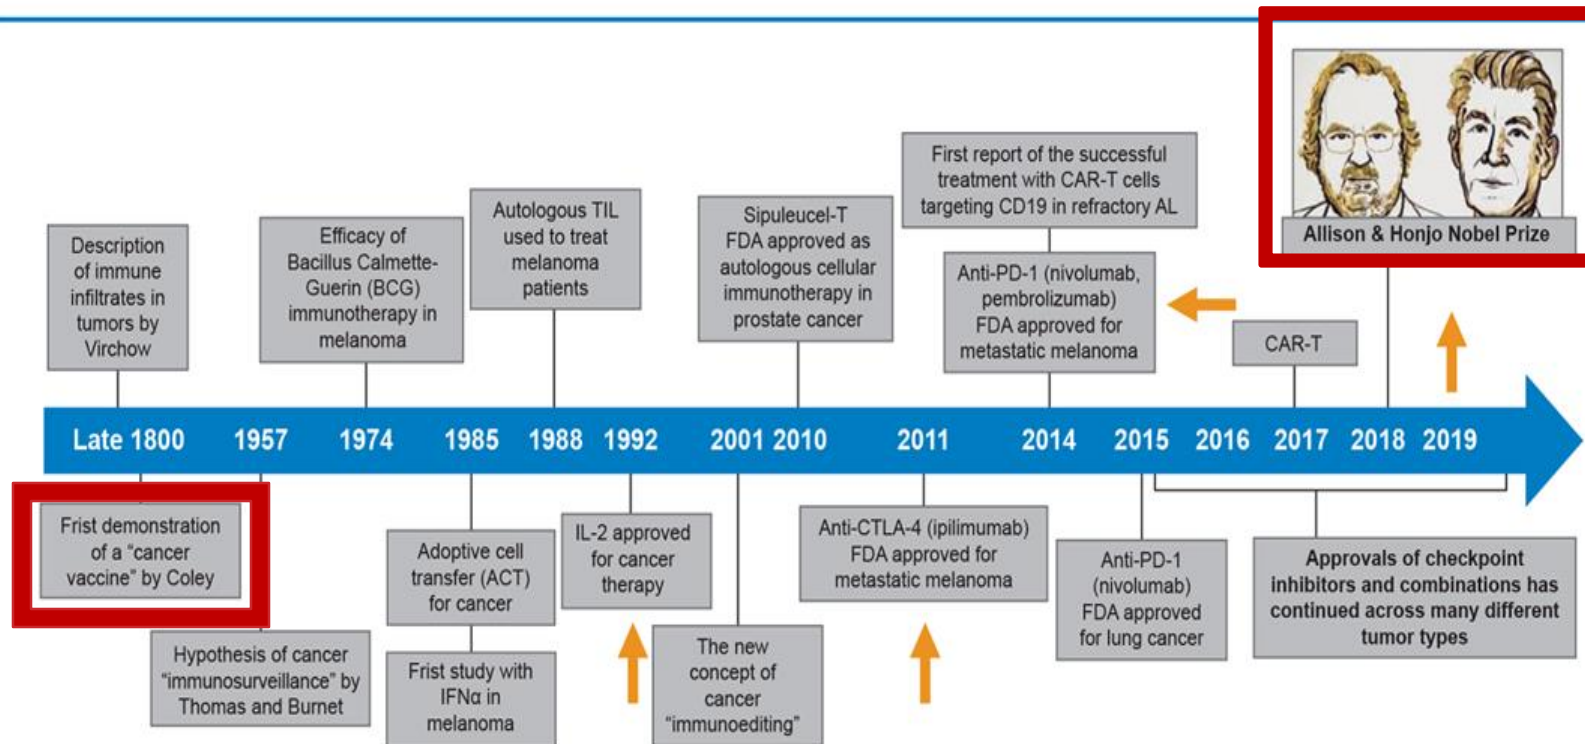 Allison & Honjo Nobel Prize
First report of the successful
treatment with CAR-T cells
targeting CD19 in refractory AL
Autologous TIL
used to treat
melanoma
patients
Sipuleucel-T
FDA approved as
autologous cellular
immunotherapy in
prostate cancer
Description
of immune
infiltrates in
tumors by
Virchow
Efficacy of
Bacillus Calmette-
Guerin (BCG)
immunotherapy in
melanoma
Anti-PD-1 (nivolumab,
pembrolizumab)
FDA approved for
metastatic melanoma
CAR-T
Late 1800 1957 1974 1985 1988 1992 2001 2010 2011 2014 2015 2016 2017 2018 2019
Frist demonstration
of a “cancer
vaccine” by Coley
Hypothesis of cancer
“immunosurveillance” by
Thomas and Burnet
Adoptive cell
transfer (ACT)
for cancer
Frist study with
IFNα in
melanoma
IL-2 approved
for cancer
therapy
The new
concept of
cancer
“immunoediting”
Anti-CTLA-4 (ipilimumab)
FDA approved for
metastatic melanoma
Anti-PD-1
(nivolumab)
FDA approved
for lung cancer
Approvals of checkpoint
inhibitors and combinations has
continued across many different
tumor types